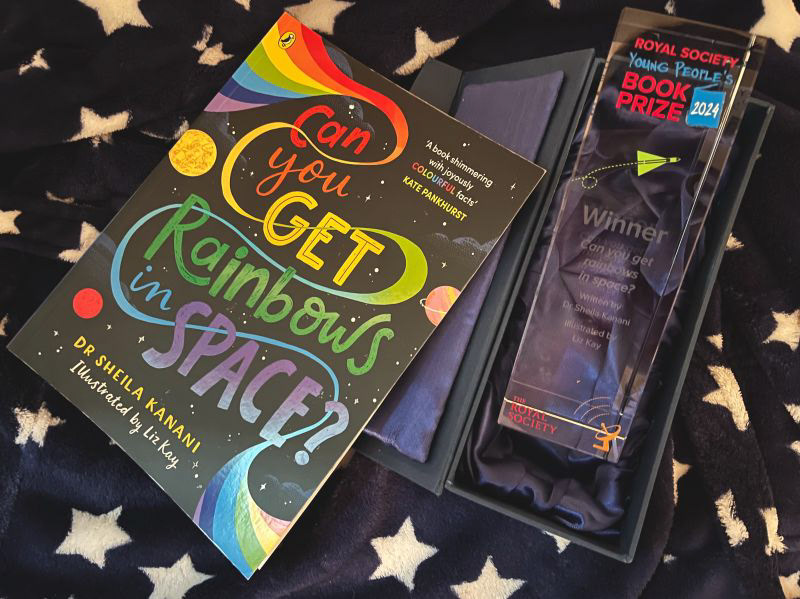 Can
you
GET
Rainbows
in
SPACE?
'A book shimmering
with joyously
COLOURFUL facts'
KATE PANKHURST
DR SHEILA KANANI
Illustrated by Liz Kay
ROYAL SOCIETY
YOUNG PEOPLE'S
BOOK
PRIZE
2024
Winner
Can you get
rainbows
in space?
Written by
Dr Sheila Kanani
Illustrated by
Liz Kay
THE
ROYAL
SOCIETY